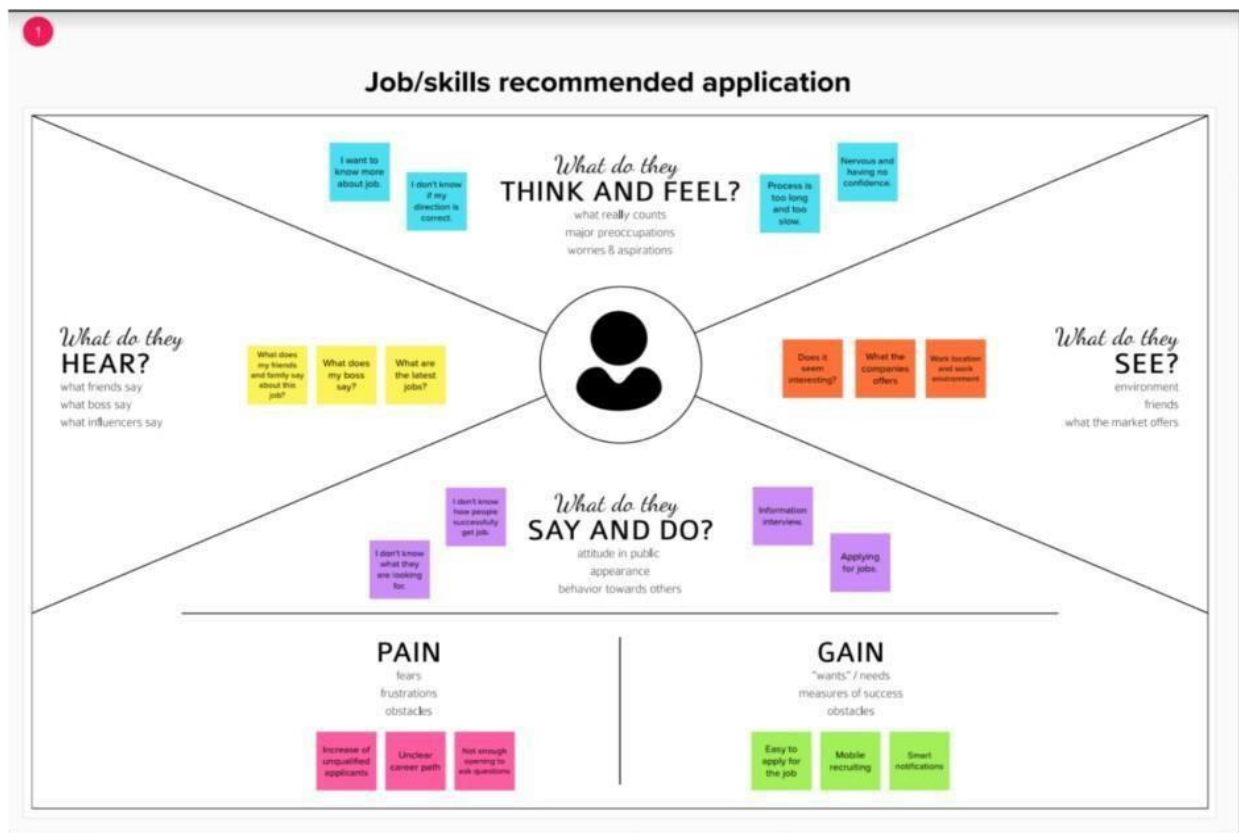 1
Job/skills recommended application
I want to
know more
about job.
I don't know
if my
direction is
correct.
What do they
THINK AND FEEL?
what really counts
major preoccupations
worries & aspirations
Process is
too long
and too
slow.
Nervous and
having no
confidence.
What do they
HEAR?
what friends say
what boss say
what influencers say
What does
my friends
and family say
about this
job?
What does
my boss
say?
What are
the latest
jobs?
Does it
seem
interesting?
What the
companies
offers
Work location
and work
environment.
What do they
SEE?
environment
friends
what the market offers
I don't know
how people
successfully
get job.
I don't know
what they
are looking
for.
What do they
SAY AND DO?
attitude in public
appearance
behavior towards others
Information
interview.
Applying
for jobs.
PAIN
fears
frustrations
obstacles
Increase of
unqualified
applicants
Unclear
career path
Not enough
opening to
ask questions
GAIN
"wants" / needs
measures of success
obstacles
Easy to
apply for
the job
Mobile
recruiting
Smart
notifications